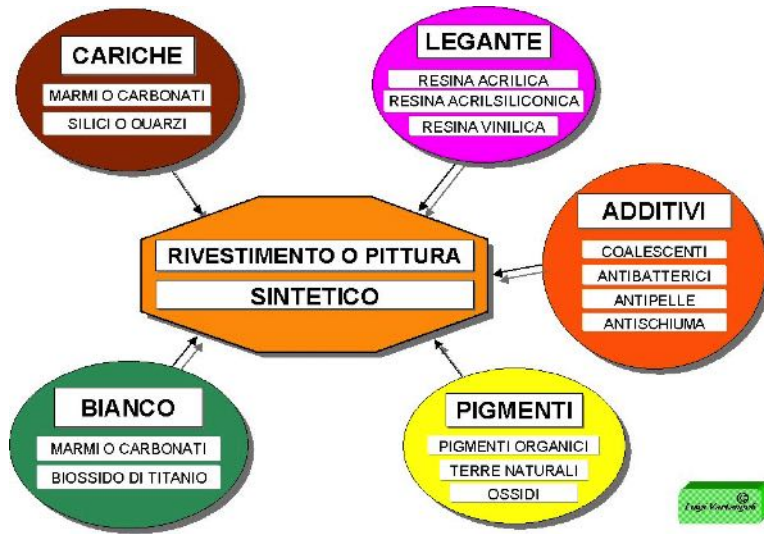 CARICHE
MARMI O CARBONATI
SILICI O QUARZI
LEGANTE
RESINA ACRILICA
RESINA ACRILSILICONICA
RESINA VINILICA
ADDITIVI
COALESCENTI
ANTIBATTERICI
ANTIPELLE
ANTISCHIUMA
RIVESTIMENTO O PITTURA
SINTETICO
BIANCO
MARMI O CARBONATI
BIOSSIDO DI TITANIO
PIGMENTI
PIGMENTI ORGANICI
TERRE NATURALI
OSSIDI
©
Luigi